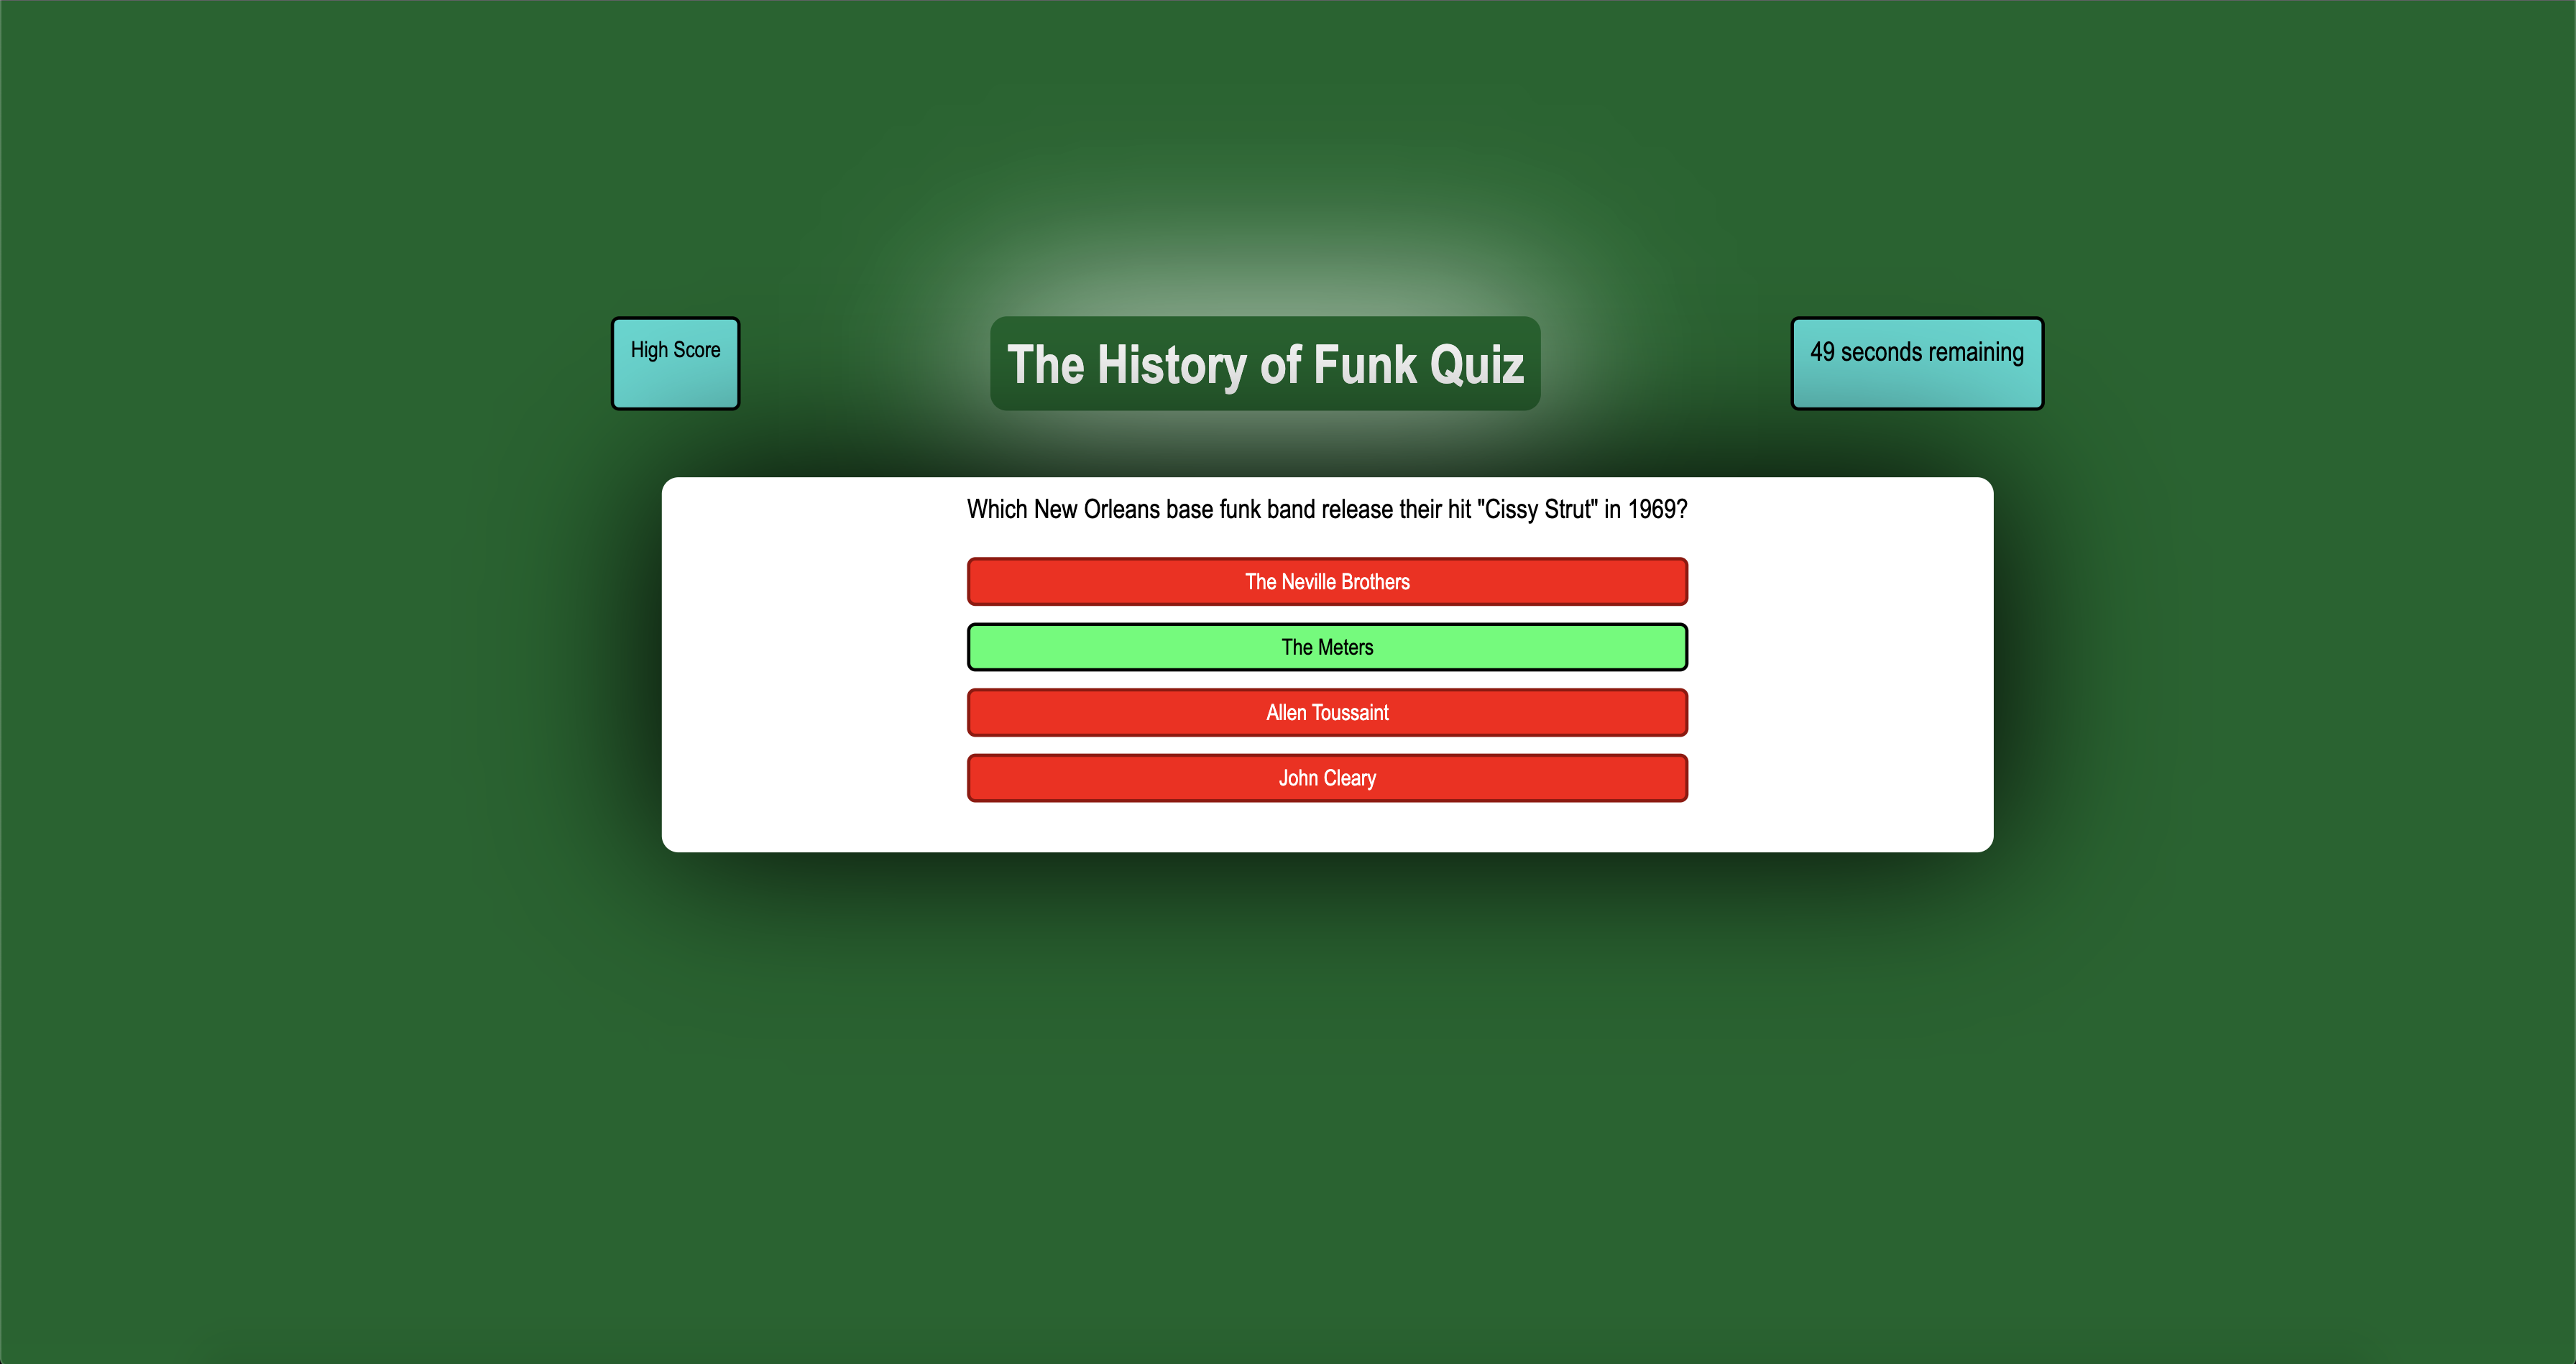 High Score
The History of Funk Quiz
49 seconds remaining
Which New Orleans base funk band release their hit "Cissy Strut" in 1969?
The Neville Brothers
The Meters
Allen Toussaint
John Cleary